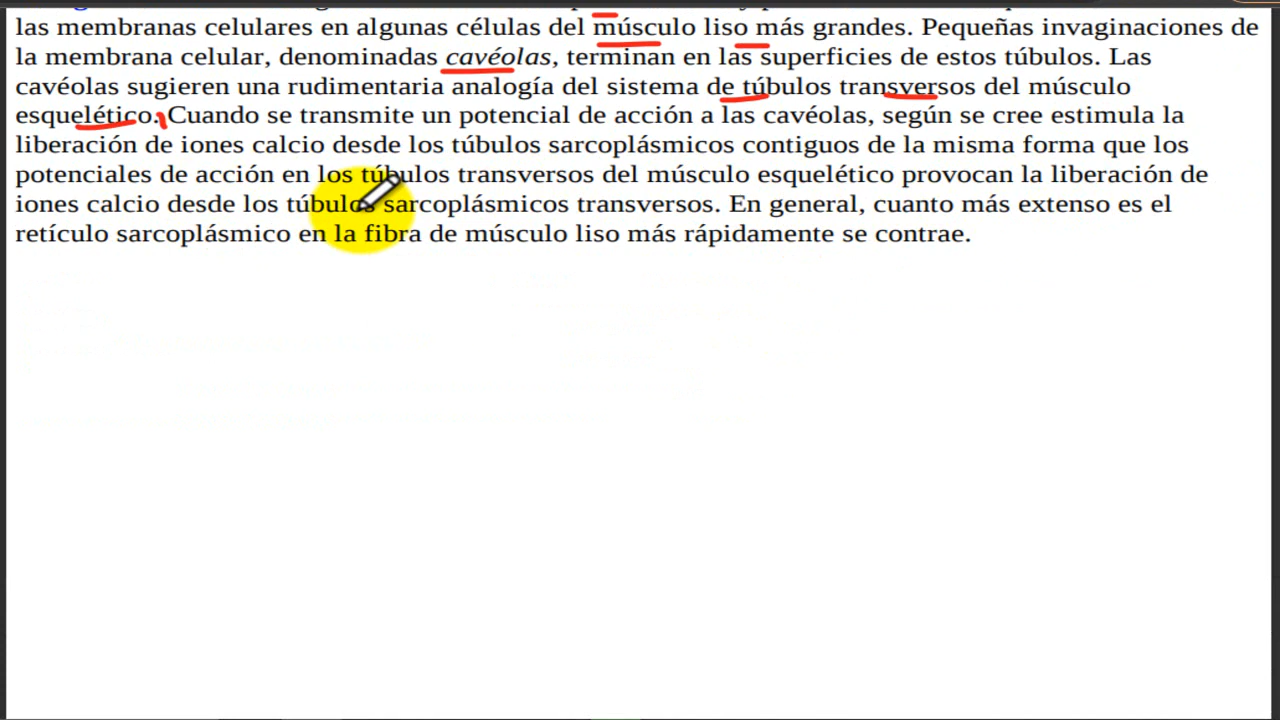 las membranas celulares en algunas células del músculo liso más grandes. Pequeñas invaginaciones de
la membrana celular, denominadas cavéolas, terminan en las superficies de estos túbulos. Las
cavéolas sugieren una rudimentaria analogía del sistema de túbulos transversos del músculo
esquelético. Cuando se transmite un potencial de acción a las cavéolas, según se cree estimula la
liberación de iones calcio desde los túbulos sarcoplásmicos contiguos de la misma forma que los
potenciales de acción en los túbulos transversos del músculo esquelético provocan la liberación de
iones calcio desde los túbulos sarcoplásmicos transversos. En general, cuanto más extenso es el
retículo sarcoplásmico en la fibra de músculo liso más rápidamente se contrae.